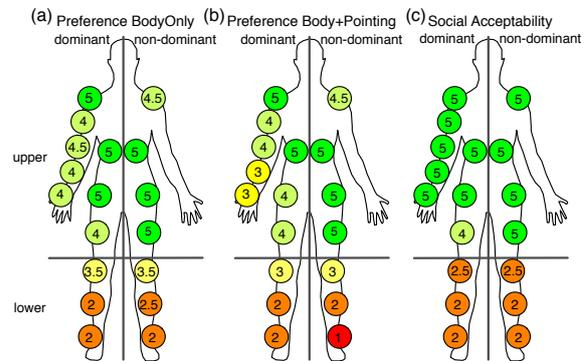 (a) Preference BodyOnly
dominant non-dominant
(b) Preference Body+Pointing
dominant non-dominant
(c) Social Acceptability
dominant non-dominant
upper
lower
5 4.5
4
4.5 5 5
4
4 5 5
4 5
3.5 3.5
2 2.5
2 2
5 4.5
4
4 5 5
3
3 4 5
4 5
3 3
2 2
2 1
5 5
5
5 5 5
5
5 5 5
4 5
2.5 2.5
2 2
2 2